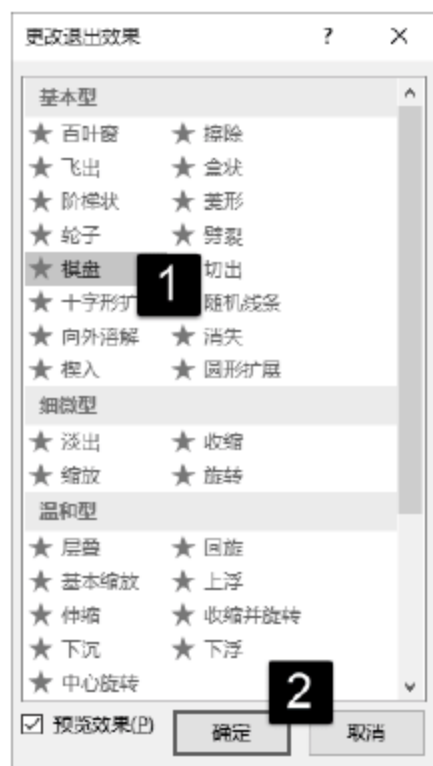 更改退出效果 ? ×
基本型
★ 百叶窗 ★ 擦除
★ 飞出 ★ 盒状
★ 阶梯状 ★ 菱形
★ 轮子 ★ 劈裂
★ 棋盘 1 切出
★ 十字形扩 随机线条
★ 向外溶解 ★ 消失
★ 楔入 ★ 圆形扩展
细微型
★ 淡出 ★ 收缩
★ 缩放 ★ 旋转
温和型
★ 层叠 ★ 回旋
★ 基本缩放 ★ 上浮
★ 伸缩 ★ 收缩并旋转
★ 下沉 ★ 下浮
★ 中心旋转 2
预览效果(P) 确定 取消